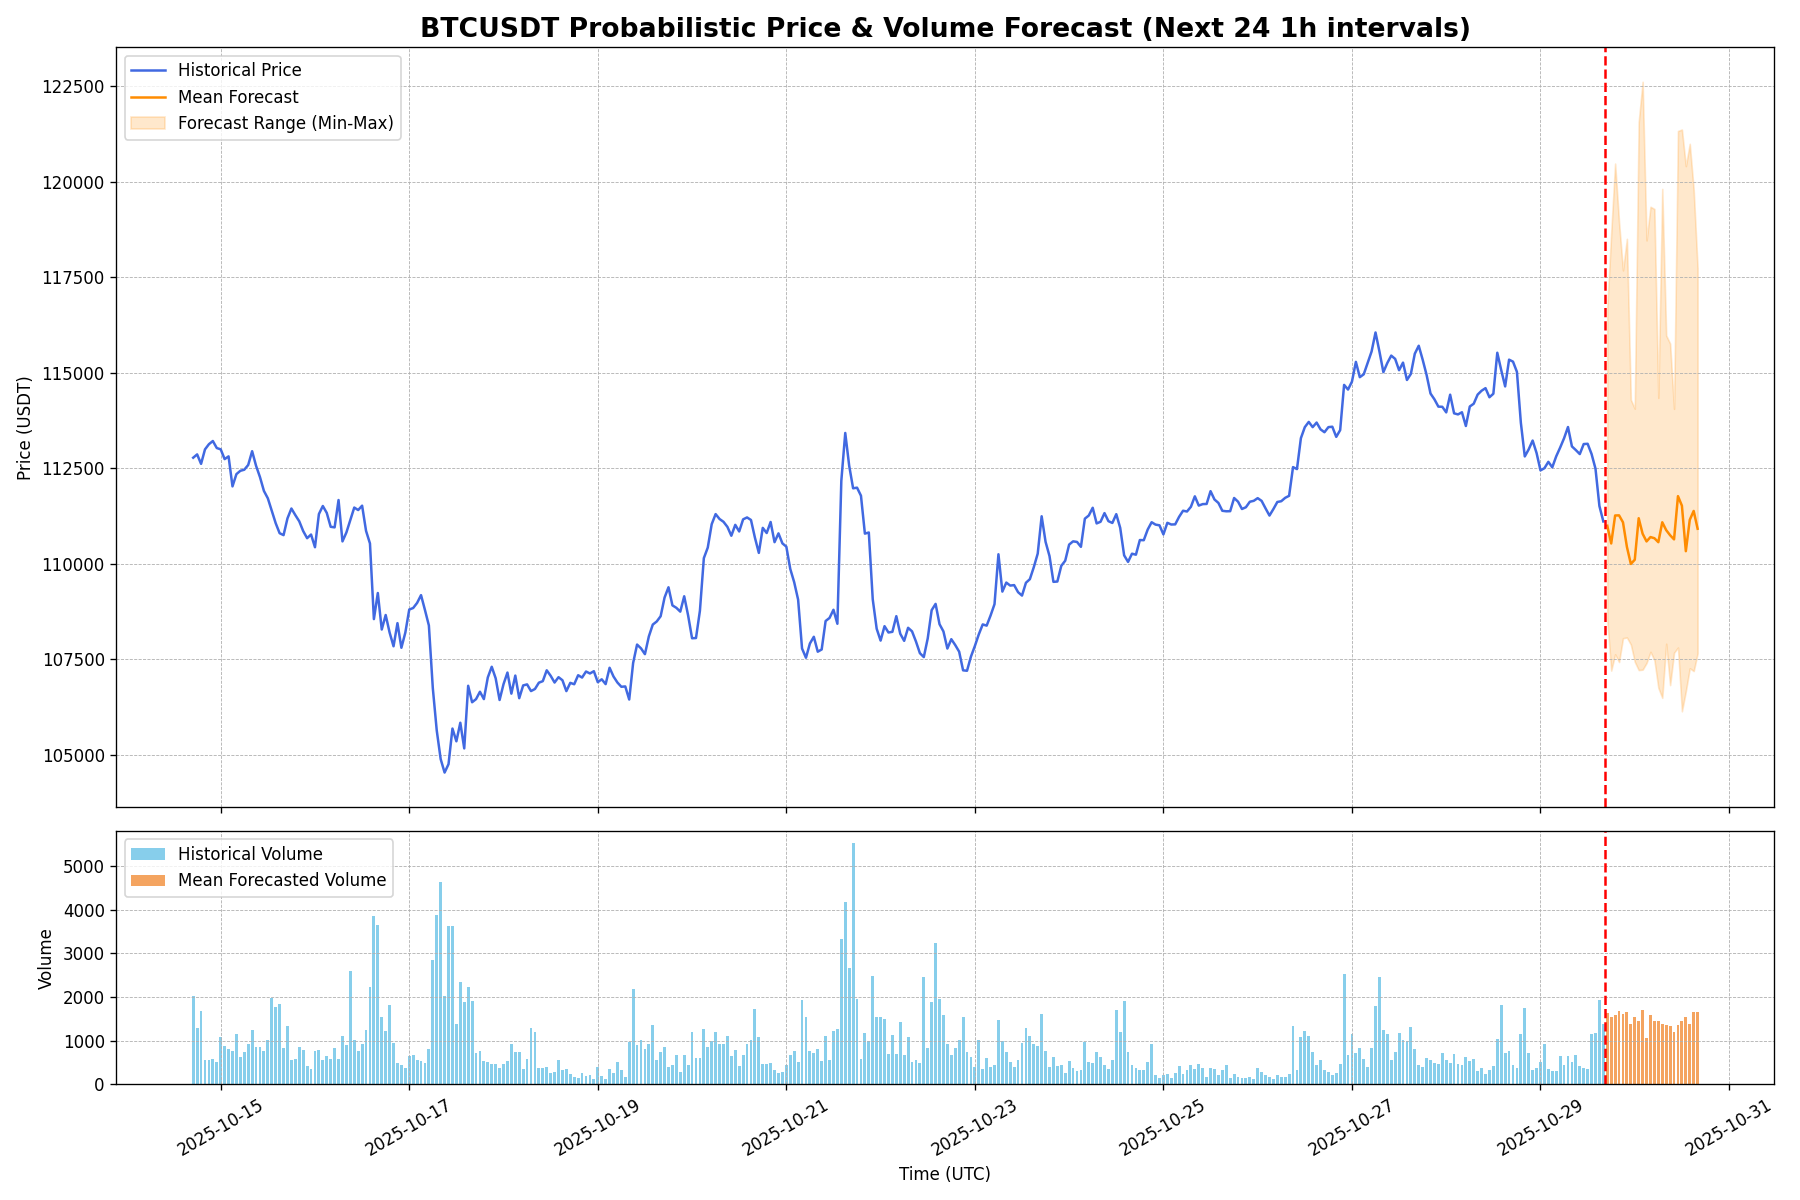 BTCUSDT Probabilistic Price & Volume Forecast (Next 24 1h intervals)
Historical Price
Mean Forecast
Forecast Range (Min-Max)
122500
120000
117500
115000
112500
110000
107500
105000
Price (USDT)
Historical Volume
Mean Forecasted Volume
5000
4000
3000
2000
1000
0
Volume
2025-10-15
2025-10-17
2025-10-19
2025-10-21
2025-10-23
2025-10-25
2025-10-27
2025-10-29
2025-10-31
Time (UTC)